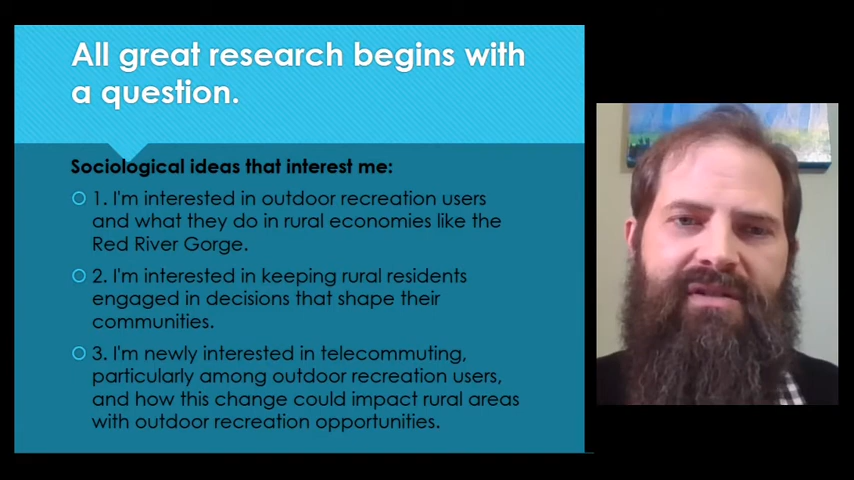 All great research begins with
a question.
Sociological ideas that interest me:
1. I'm interested in outdoor recreation users
and what they do in rural economies like the
Red River Gorge.
2. I'm interested in keeping rural residents
engaged in decisions that shape their
communities.
3. I'm newly interested in telecommuting,
particularly among outdoor recreation users,
and how this change could impact rural areas
with outdoor recreation opportunities.